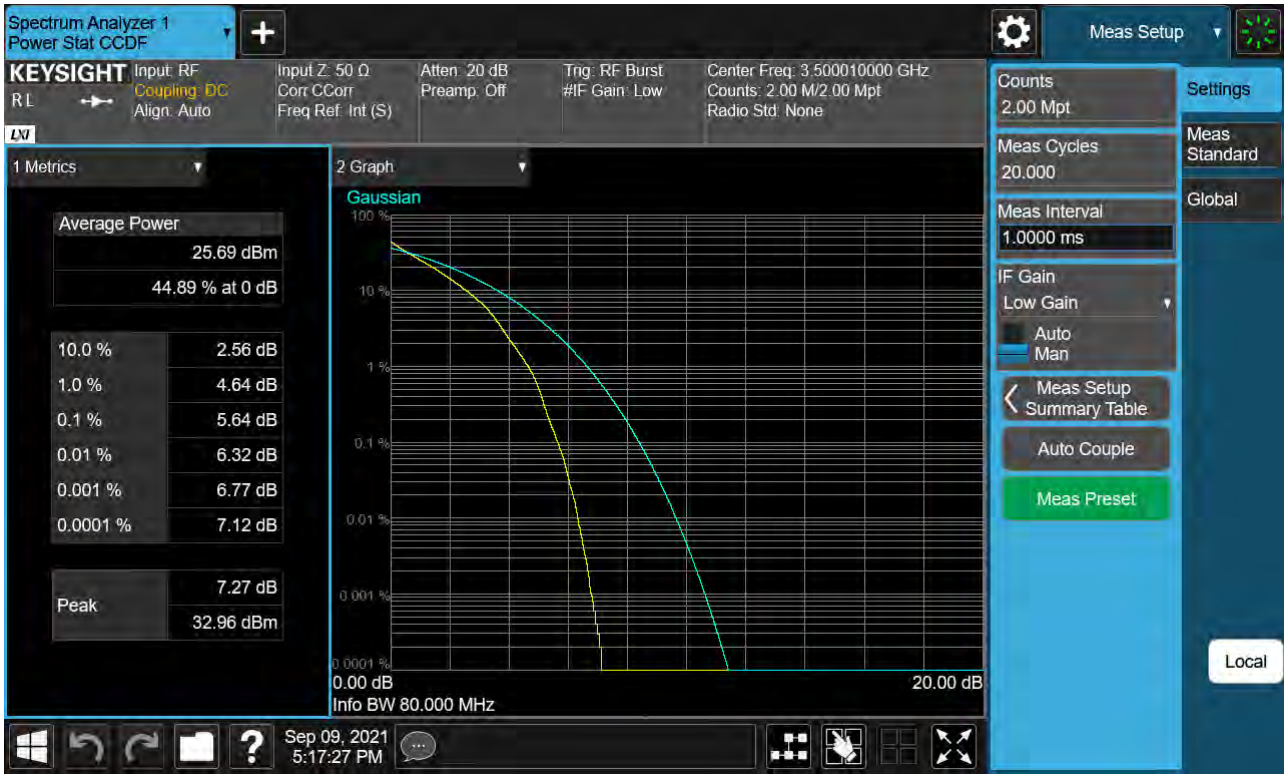 Spectrum Analyzer 1
Power Stat CCDF
+
Meas Setup
KEYSIGHT
RL
LXI
Input: RF
Coupling: DC
Align: Auto
Input Z: 50 Ω
Corr CCorr
Freq Ref: Int (S)
Atten: 20 dB
Preamp: Off
Trig: RF Burst
#IF Gain: Low
Center Freq: 3.500010000 GHz
Counts: 2.00 M/2.00 Mpt
Radio Std: None
1 Metrics
Average Power
25.69 dBm
44.89 % at 0 dB
10.0 % 2.56 dB
1.0 % 4.64 dB
0.1 % 5.64 dB
0.01 % 6.32 dB
0.001 % 6.77 dB
0.0001 % 7.12 dB
Peak
7.27 dB
32.96 dBm
2 Graph
Gaussian
100 %
10 %
1 %
0.1 %
0.01 %
0.001 %
0.0001 %
0.00 dB 20.00 dB
Info BW 80.000 MHz
Counts
2.00 Mpt
Meas Cycles
20.000
Meas Interval
1.0000 ms
IF Gain
Low Gain
Auto
Man
Meas Setup
Summary Table
Auto Couple
Meas Preset
Settings
Meas
Standard
Global
Local
?
Sep 09, 2021
5:17:27 PM